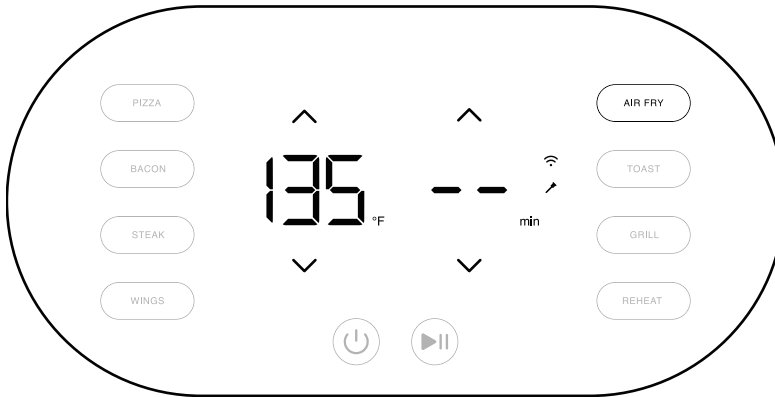 PIZZA
AIR FRY
BACON
TOAST
135 °F
-- min
STEAK
GRILL
WINGS
REHEAT